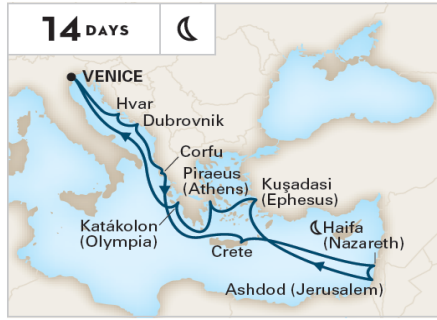 14 DAYS
VENICE
Hvar
Dubrovnik
Corfu
Piraeus
(Athens)
Kuşadasi
(Ephesus)
Katákolon
(Olympia)
Crete
Haifa
(Nazareth)
Ashdod (Jerusalem)